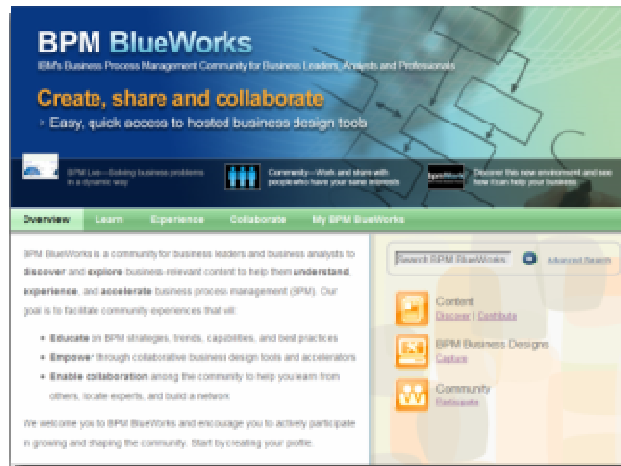 BPM BlueWorks
IBM's Business Process Management Community for Business Leaders, Analysts and Professionals
Create, share and collaborate
Easy, quick access to hosted business design tools
BPM Live—Solving business problems
in a dynamic way
Community—Work and share with
people who have your same interests
Discover this new environment and see
how it can help your business
Overview Learn Experience Collaborate My BPM BlueWorks
BPM BlueWorks is a community for business leaders and business analysts to
discover and explore business-relevant content to help them understand,
experience, and accelerate business process management (BPM). Our
goal is to facilitate community experiences that will:
• Educate on BPM strategies, trends, capabilities, and best practices
• Empower through collaborative business design tools and accelerators
• Enable collaboration among the community to help you learn from
others, locate experts, and build a network
We welcome you to BPM BlueWorks and encourage you to actively participate
in growing and shaping the community. Start by creating your profile.
Search BPM BlueWorks Advanced Search
Content
Discover | Contribute
BPM Business Designs
Capture
Community
Participate